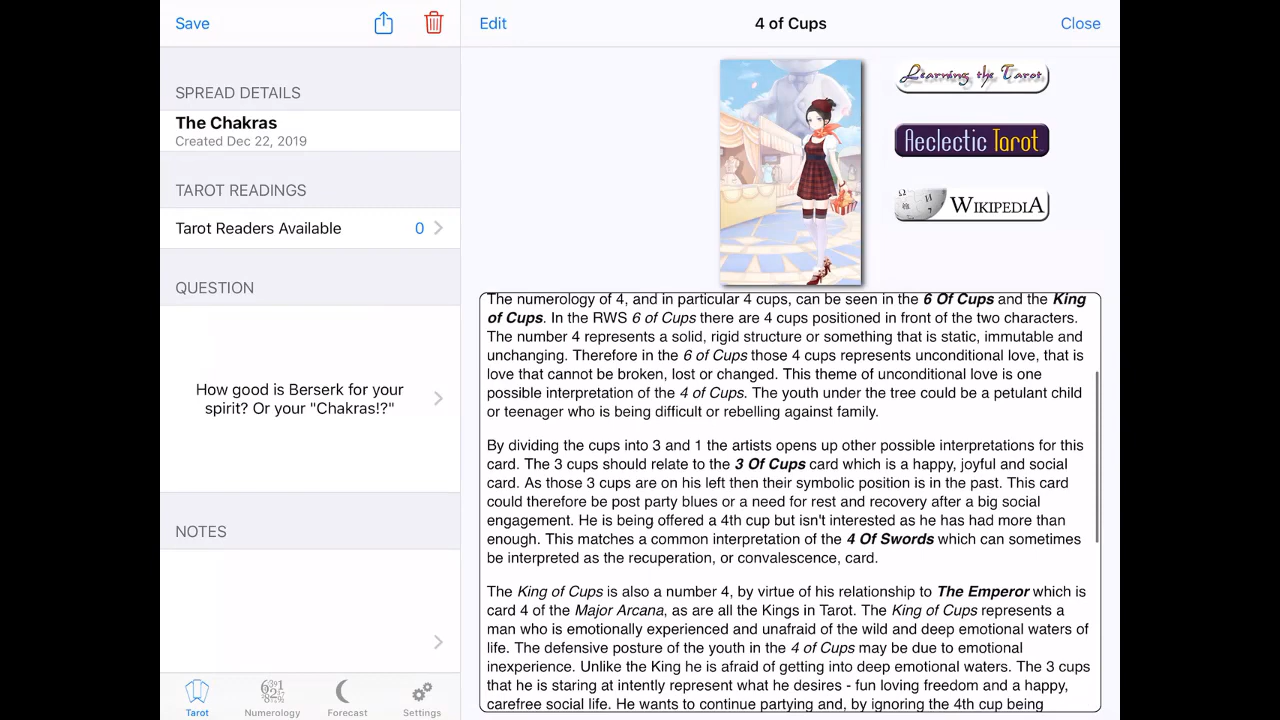 Save
Edit
4 of Cups
Close
SPREAD DETAILS
The Chakras
Created Dec 22, 2019
TAROT READINGS
Tarot Readers Available 0
QUESTION
How good is Berserk for your
spirit? Or your "Chakras!?"
NOTES
Tarot
Numerology
Forecast
Settings
Learning the Tarot
Aeclectic Tarot
WIKIPEDIA
The numerology of 4, and in particular 4 cups, can be seen in the 6 Of Cups and the King
of Cups. In the RWS 6 of Cups there are 4 cups positioned in front of the two characters.
The number 4 represents a solid, rigid structure or something that is static, immutable and
unchanging. Therefore in the 6 of Cups those 4 cups represents unconditional love, that is
love that cannot be broken, lost or changed. This theme of unconditional love is one
possible interpretation of the 4 of Cups. The youth under the tree could be a petulant child
or teenager who is being difficult or rebelling against family.
By dividing the cups into 3 and 1 the artists opens up other possible interpretations for this
card. The 3 cups should relate to the 3 Of Cups card which is a happy, joyful and social
card. As those 3 cups are on his left then their symbolic position is in the past. This card
could therefore be post party blues or a need for rest and recovery after a big social
engagement. He is being offered a 4th cup but isn't interested as he has had more than
enough. This matches a common interpretation of the 4 Of Swords which can sometimes
be interpreted as the recuperation, or convalescence, card.
The King of Cups is also a number 4, by virtue of his relationship to The Emperor which is
card 4 of the Major Arcana, as are all the Kings in Tarot. The King of Cups represents a
man who is emotionally experienced and unafraid of the wild and deep emotional waters of
life. The defensive posture of the youth in the 4 of Cups may be due to emotional
inexperience. Unlike the King he is afraid of getting into deep emotional waters. The 3 cups
that he is staring at intently represent what he desires - fun loving freedom and a happy,
carefree social life. He wants to continue partying and, by ignoring the 4th cup being